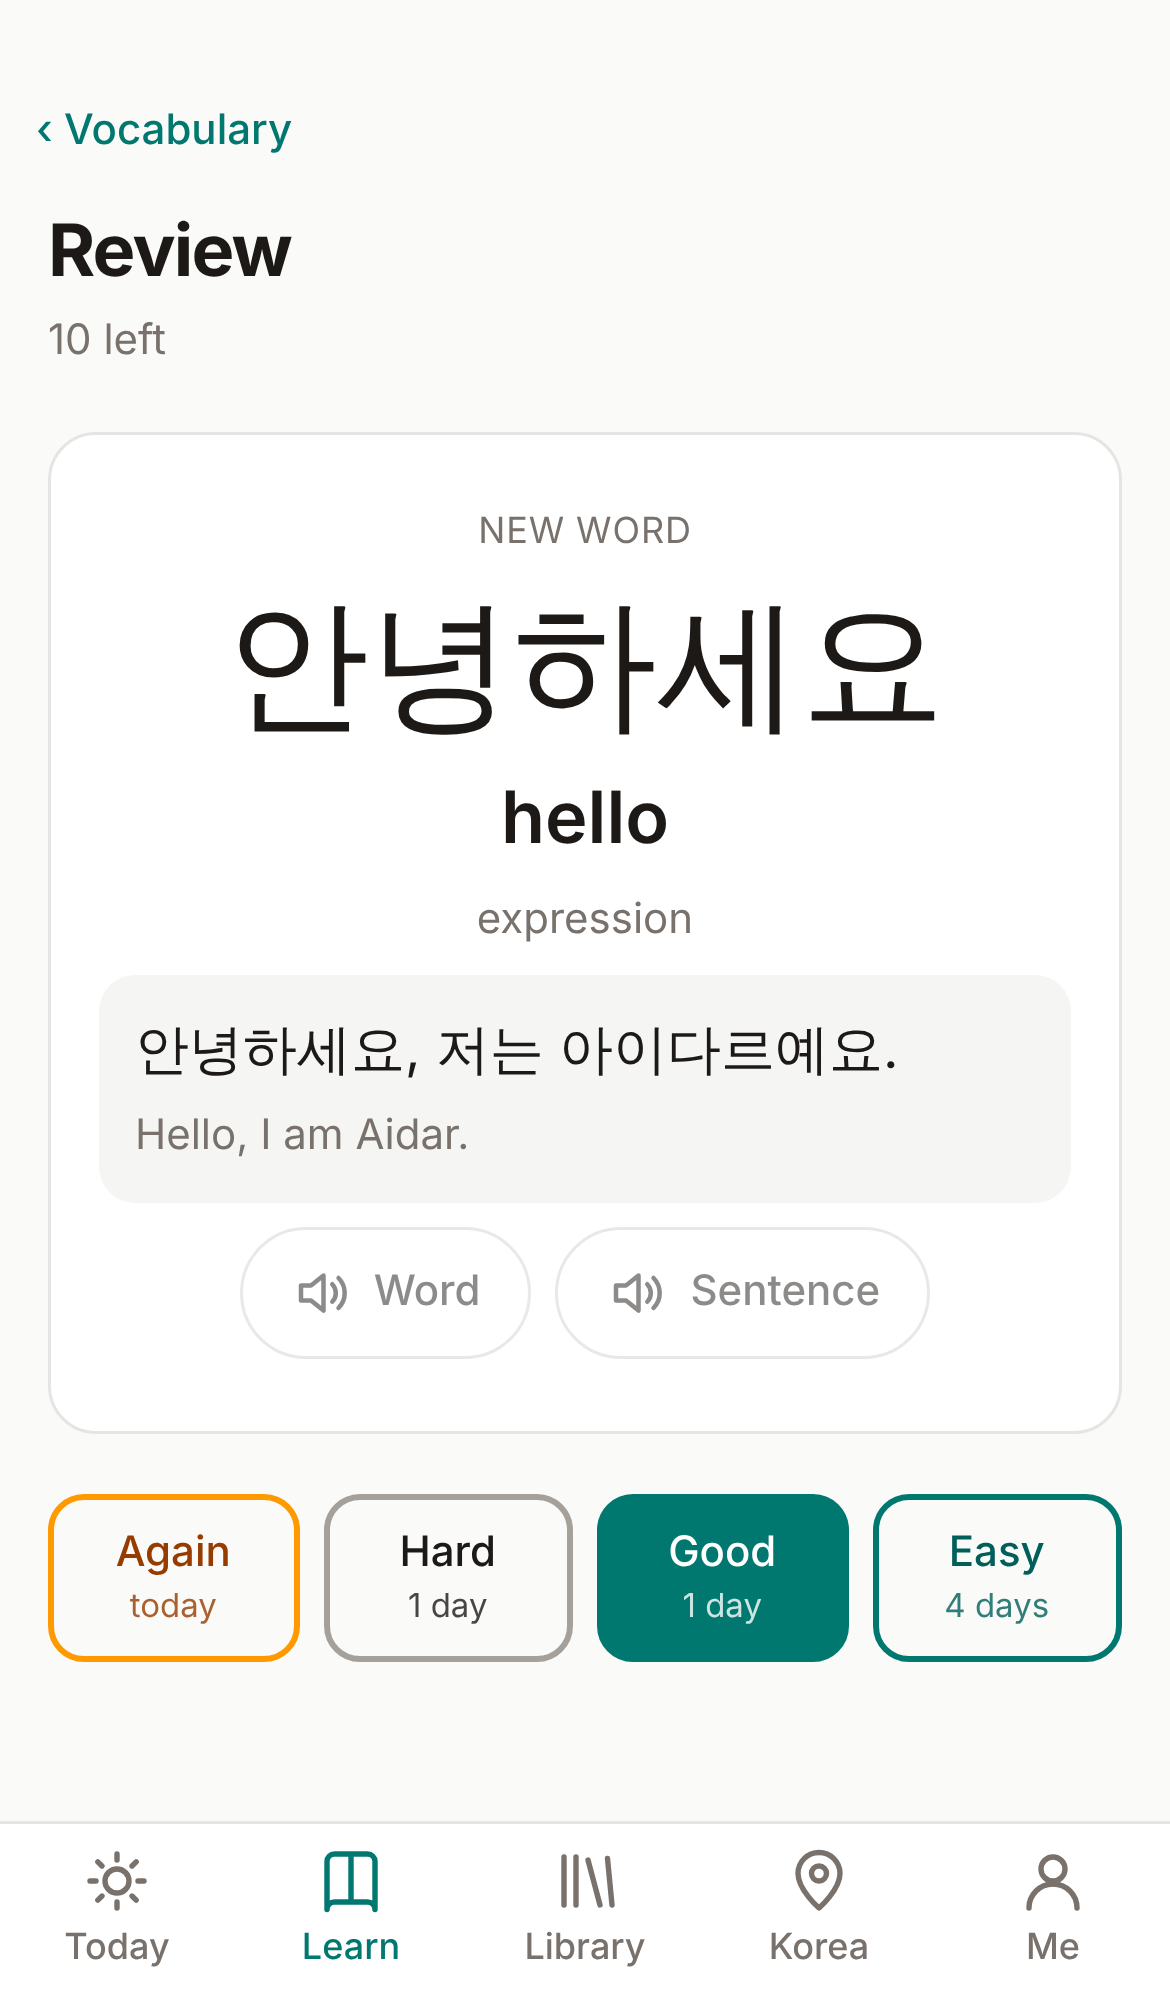 ‹ Vocabulary
Review
10 left
NEW WORD
안녕하세요
hello
expression
안녕하세요, 저는 아이다르예요.
Hello, I am Aidar.
Word
Sentence
Again
today
Hard
1 day
Good
1 day
Easy
4 days
Today
Learn
Library
Korea
Me